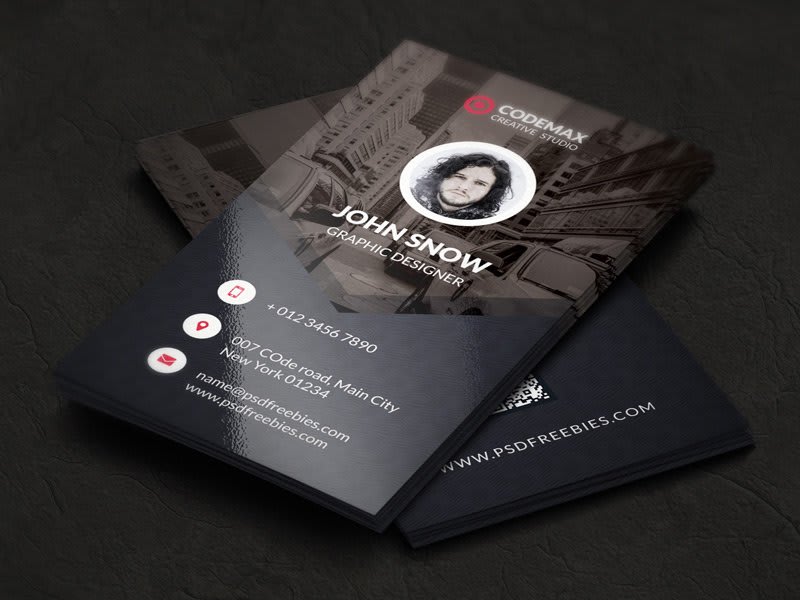 CODEMAX
CREATIVE STUDIO
JOHN SNOW
GRAPHIC DESIGNER
+ 012 3456 7890
007 COde road, Main City
New York 01234
name@psdfreebies.com
www.psdfreebies.com
WWW.PSDFREEBIES.COM